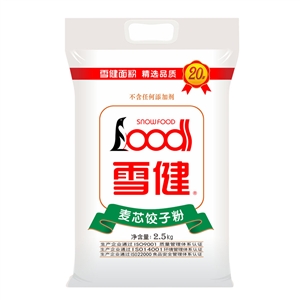 雪健面粉 精选品质 20年
不含任何添加剂
SNOWFOOD
Foods
雪健®
麦芯饺子粉
净含量：2.5kg
生产企业通过ISO9001 质量管理体系认证
生产企业通过ISO14001环境管理体系认证
生产企业通过ISO22000食品安全管理体系认证